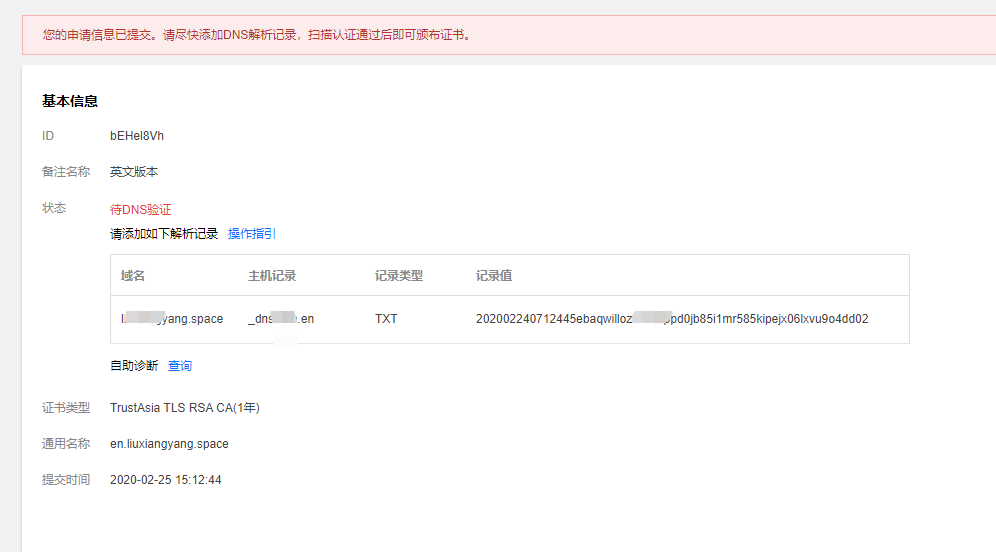 您的申请信息已提交。请尽快添加DNS解析记录，扫描认证通过后即可颁布证书。
基本信息
ID bEHel8Vh
备注名称 英文版本
状态 待DNS验证
请添加如下解析记录 操作指引
域名 主机记录 记录类型 记录值
yang.space _dns .en TXT 202002240712445ebaqwilloz ppd0jb85i1mr585kipejx06lxvu9o4dd02
自助诊断 查询
证书类型 TrustAsia TLS RSA CA(1年)
通用名称 en.liuxiangyang.space
提交时间 2020-02-25 15:12:44